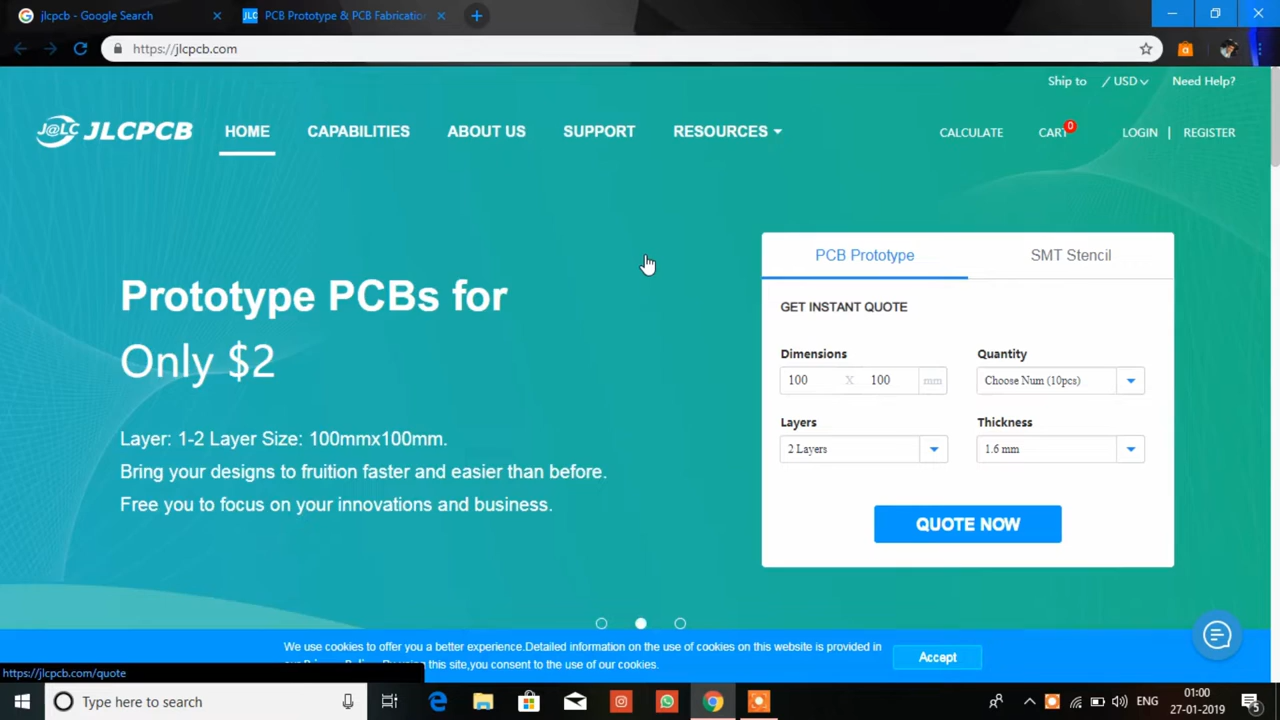 jlcpcb - Google Search
JLC PCB Prototype & PCB Fabricatio
https://jlcpcb.com
Ship to / USD Need Help?
J@LC JLCPCB HOME CAPABILITIES ABOUT US SUPPORT RESOURCES CALCULATE CART 0 LOGIN | REGISTER
PCB Prototype SMT Stencil
Prototype PCBs for
Only $2
Layer: 1-2 Layer Size: 100mmx100mm.
Bring your designs to fruition faster and easier than before.
Free you to focus on your innovations and business.
GET INSTANT QUOTE
Dimensions Quantity
100 X 100 mm Choose Num (10pcs)
Layers Thickness
2 Layers 1.6 mm
QUOTE NOW
We use cookies to offer you a better experience.Detailed information on the use of cookies on this website is provided in
this site,you consent to the use of our cookies.
Accept
https://jlcpcb.com/quote
Type here to search
ENG
01:00
27-01-2019
5